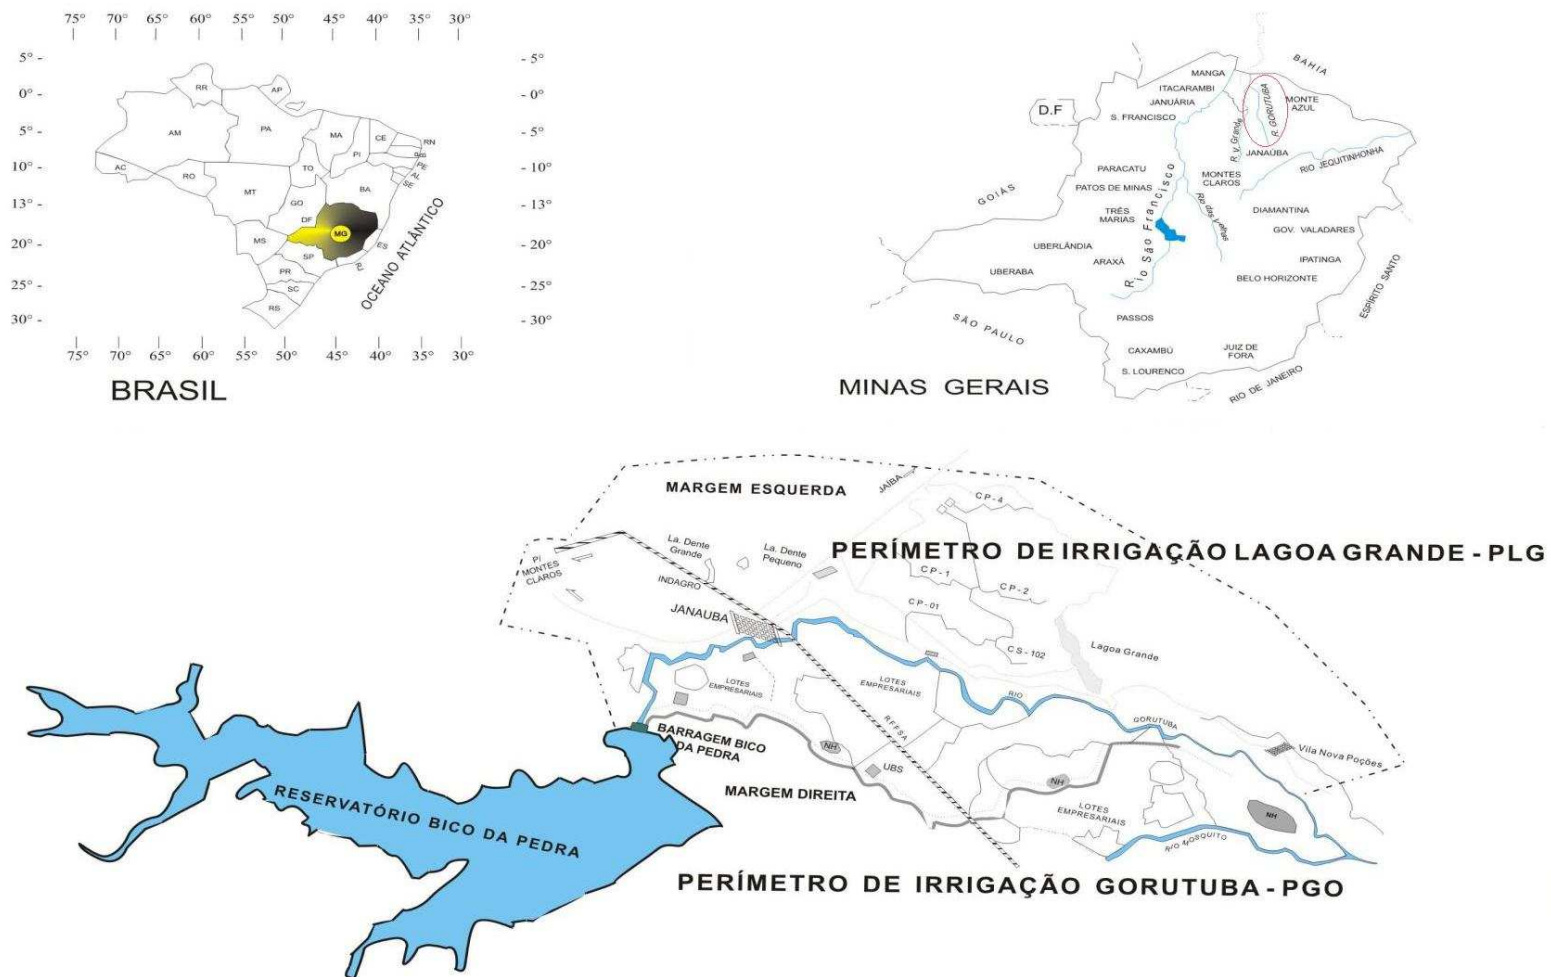 75° 70° 65° 60° 55° 50° 45° 40° 35° 30°
5° - - 5°
0° - - 0°
5° - - 5°
10° - - 10°
13° - - 13°
20° - - 20°
25° - - 25°
30° - - 30°
75° 70° 65° 60° 50° 45° 40° 35° 30°
RR
AP
AM
PA
MA
CE
RN
PI
PE
AL
SE
AC
RO
TO
BA
MT
GO
DF
MG
MS
ES
SP
RJ
PR
SC
RS
OCEANO ATLÂNTICO
BRASIL
BAHIA
MANGA
ITACARAMBI
JANUÁRIA
S. FRANCISCO
D.F
R. GORUTUBA
MONTE
AZUL
R. V. Grande
JANAÚBA
RIO JEQUITINHONHA
PARACATU
PATOS DE MINAS
MONTES
CLAROS
GOIÁS
TRÊS
MARIAS
Rio São Francisco
Rio das Velhas
DIAMANTINA
GOV. VALADARES
UBERLÂNDIA
ARAXÁ
IPATINGA
UBERABA
BELO HORIZONTE
ESPÍRITO SANTO
PASSOS
SÃO PAULO
CAXAMBÚ
JUIZ DE
FORA
S. LOURENCO
RIO DE JANEIRO
MINAS GERAIS
MARGEM ESQUERDA
JAÍBA
CP-4
PERÍMETRO DE IRRIGAÇÃO LAGOA GRANDE - PLG
P/
MONTES
CLAROS
La. Dente
Grande
La. Dente
Pequeno
INDAGRO
JANAUBA
CP-1
CP-2
CP-01
CS-102
Lagoa Grande
LOTES
EMPRESARIAIS
LOTES
EMPRESARIAIS
RIO
GORUTUBA
RFFSA
BARRAGEM BICO
DA PEDRA
NH
UBS
NH
Vila Nova Poções
MARGEM DIREITA
LOTES
EMPRESARIAIS
NH
RIO MOSQUITO
RESERVATÓRIO BICO DA PEDRA
PERÍMETRO DE IRRIGAÇÃO GORUTUBA - PGO